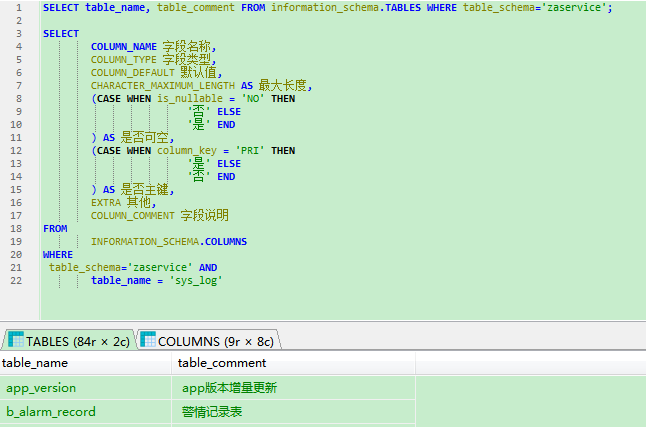 1 SELECT table_name, table_comment FROM information_schema.TABLES WHERE table_schema='zaservice';
2
3 SELECT
4 COLUMN_NAME 字段名称,
5 COLUMN_TYPE 字段类型,
6 COLUMN_DEFAULT 默认值,
7 CHARACTER_MAXIMUM_LENGTH AS 最大长度,
8 (CASE WHEN is_nullable = 'NO' THEN
9 '否' ELSE
10 '是' END
11 ) AS 是否可空,
12 (CASE WHEN column_key = 'PRI' THEN
13 '是' ELSE
14 '否' END
15 ) AS 是否主键,
16 EXTRA 其他,
17 COLUMN_COMMENT 字段说明
18 FROM
19 INFORMATION_SCHEMA.COLUMNS
20 WHERE
21 table_schema='zaservice' AND
22 table_name = 'sys_log'
TABLES (84r × 2c) COLUMNS (9r × 8c)
table_name table_comment
app_version app版本增量更新
b_alarm_record 警情记录表